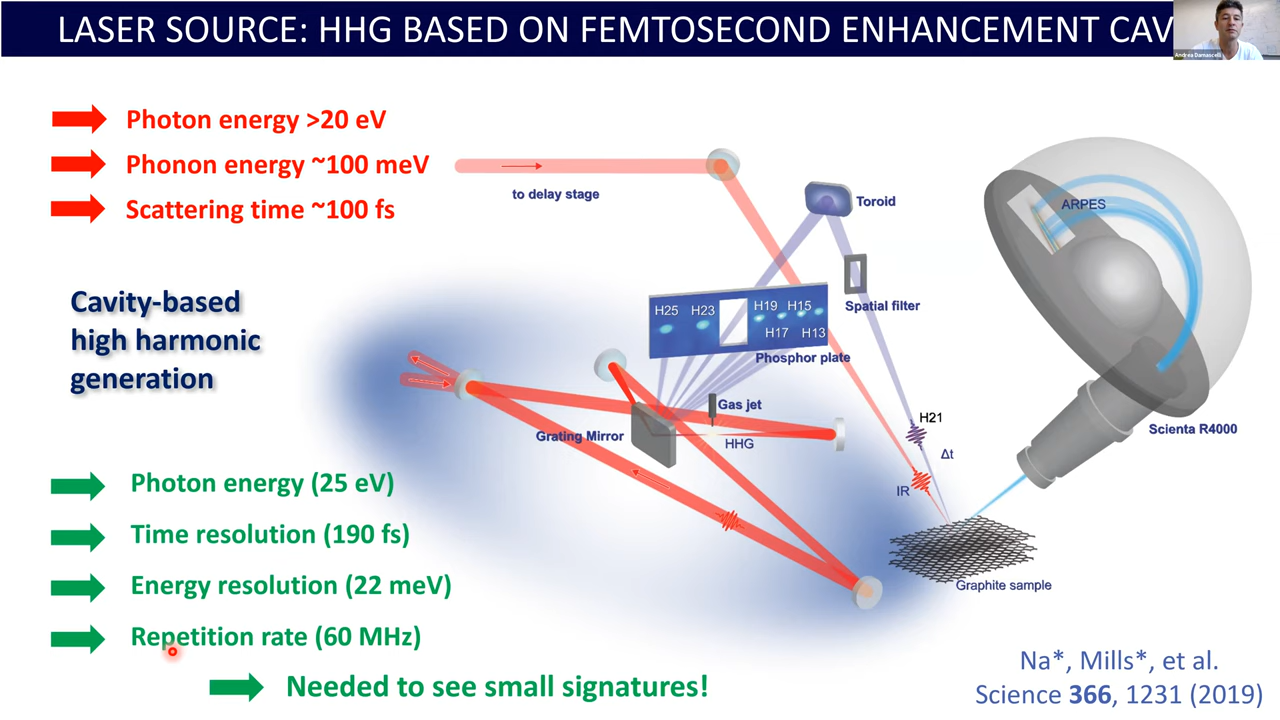 LASER SOURCE: HHG BASED ON FEMTOSECOND ENHANCEMENT CAV
Andrea Damascelli
Photon energy >20 eV
Phonon energy ~100 meV
Scattering time ~100 fs
to delay stage
Toroid
ARPES
Spatial filter
H25 H23 H19 H15
H17 H13
Phosphor plate
Cavity-based
high harmonic
generation
Gas jet
Grating Mirror
HHG
H21
Δt
IR
Scienta R4000
Graphite sample
Photon energy (25 eV)
Time resolution (190 fs)
Energy resolution (22 meV)
Repetition rate (60 MHz)
Needed to see small signatures!
Na*, Mills*, et al.
Science 366, 1231 (2019)